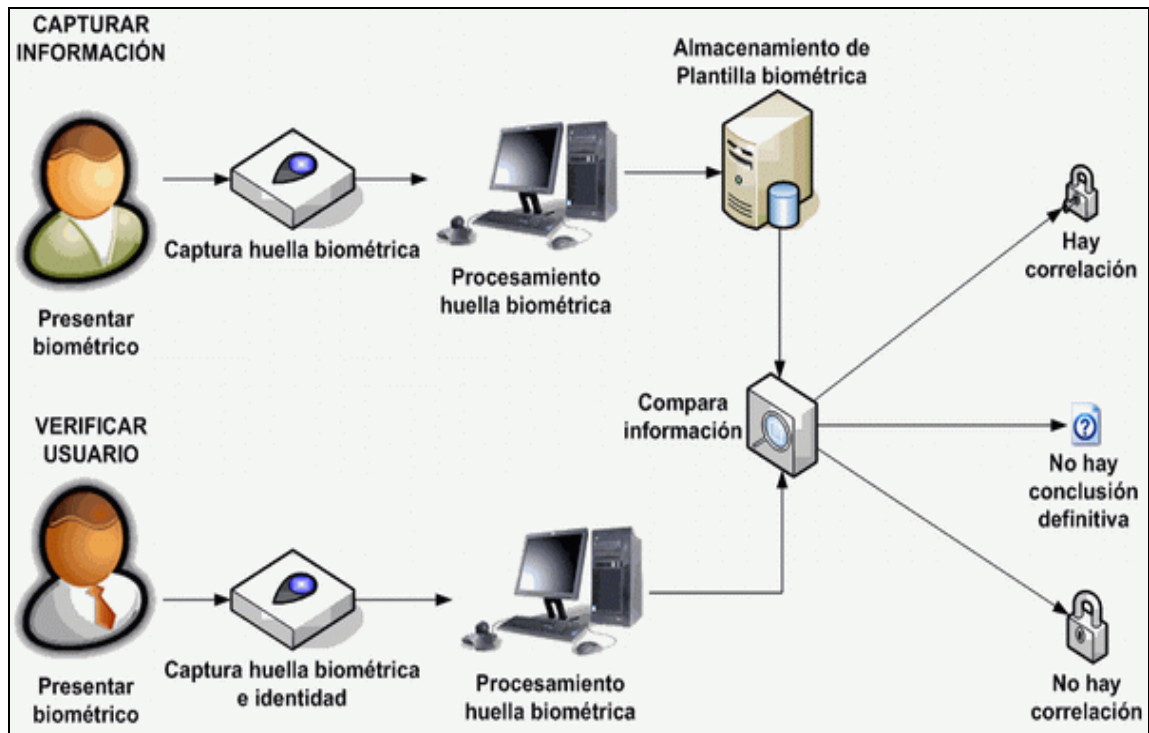 CAPTURAR
INFORMACIÓN
Almacenamiento de
Plantilla biométrica
Captura huella biométrica
Procesamiento
huella biométrica
Presentar
biométrico
Hay
correlación
Compara
información
VERIFICAR
USUARIO
No hay
conclusión
definitiva
Captura huella biométrica
e identidad
Procesamiento
huella biométrica
Presentar
biométrico
No hay
correlación